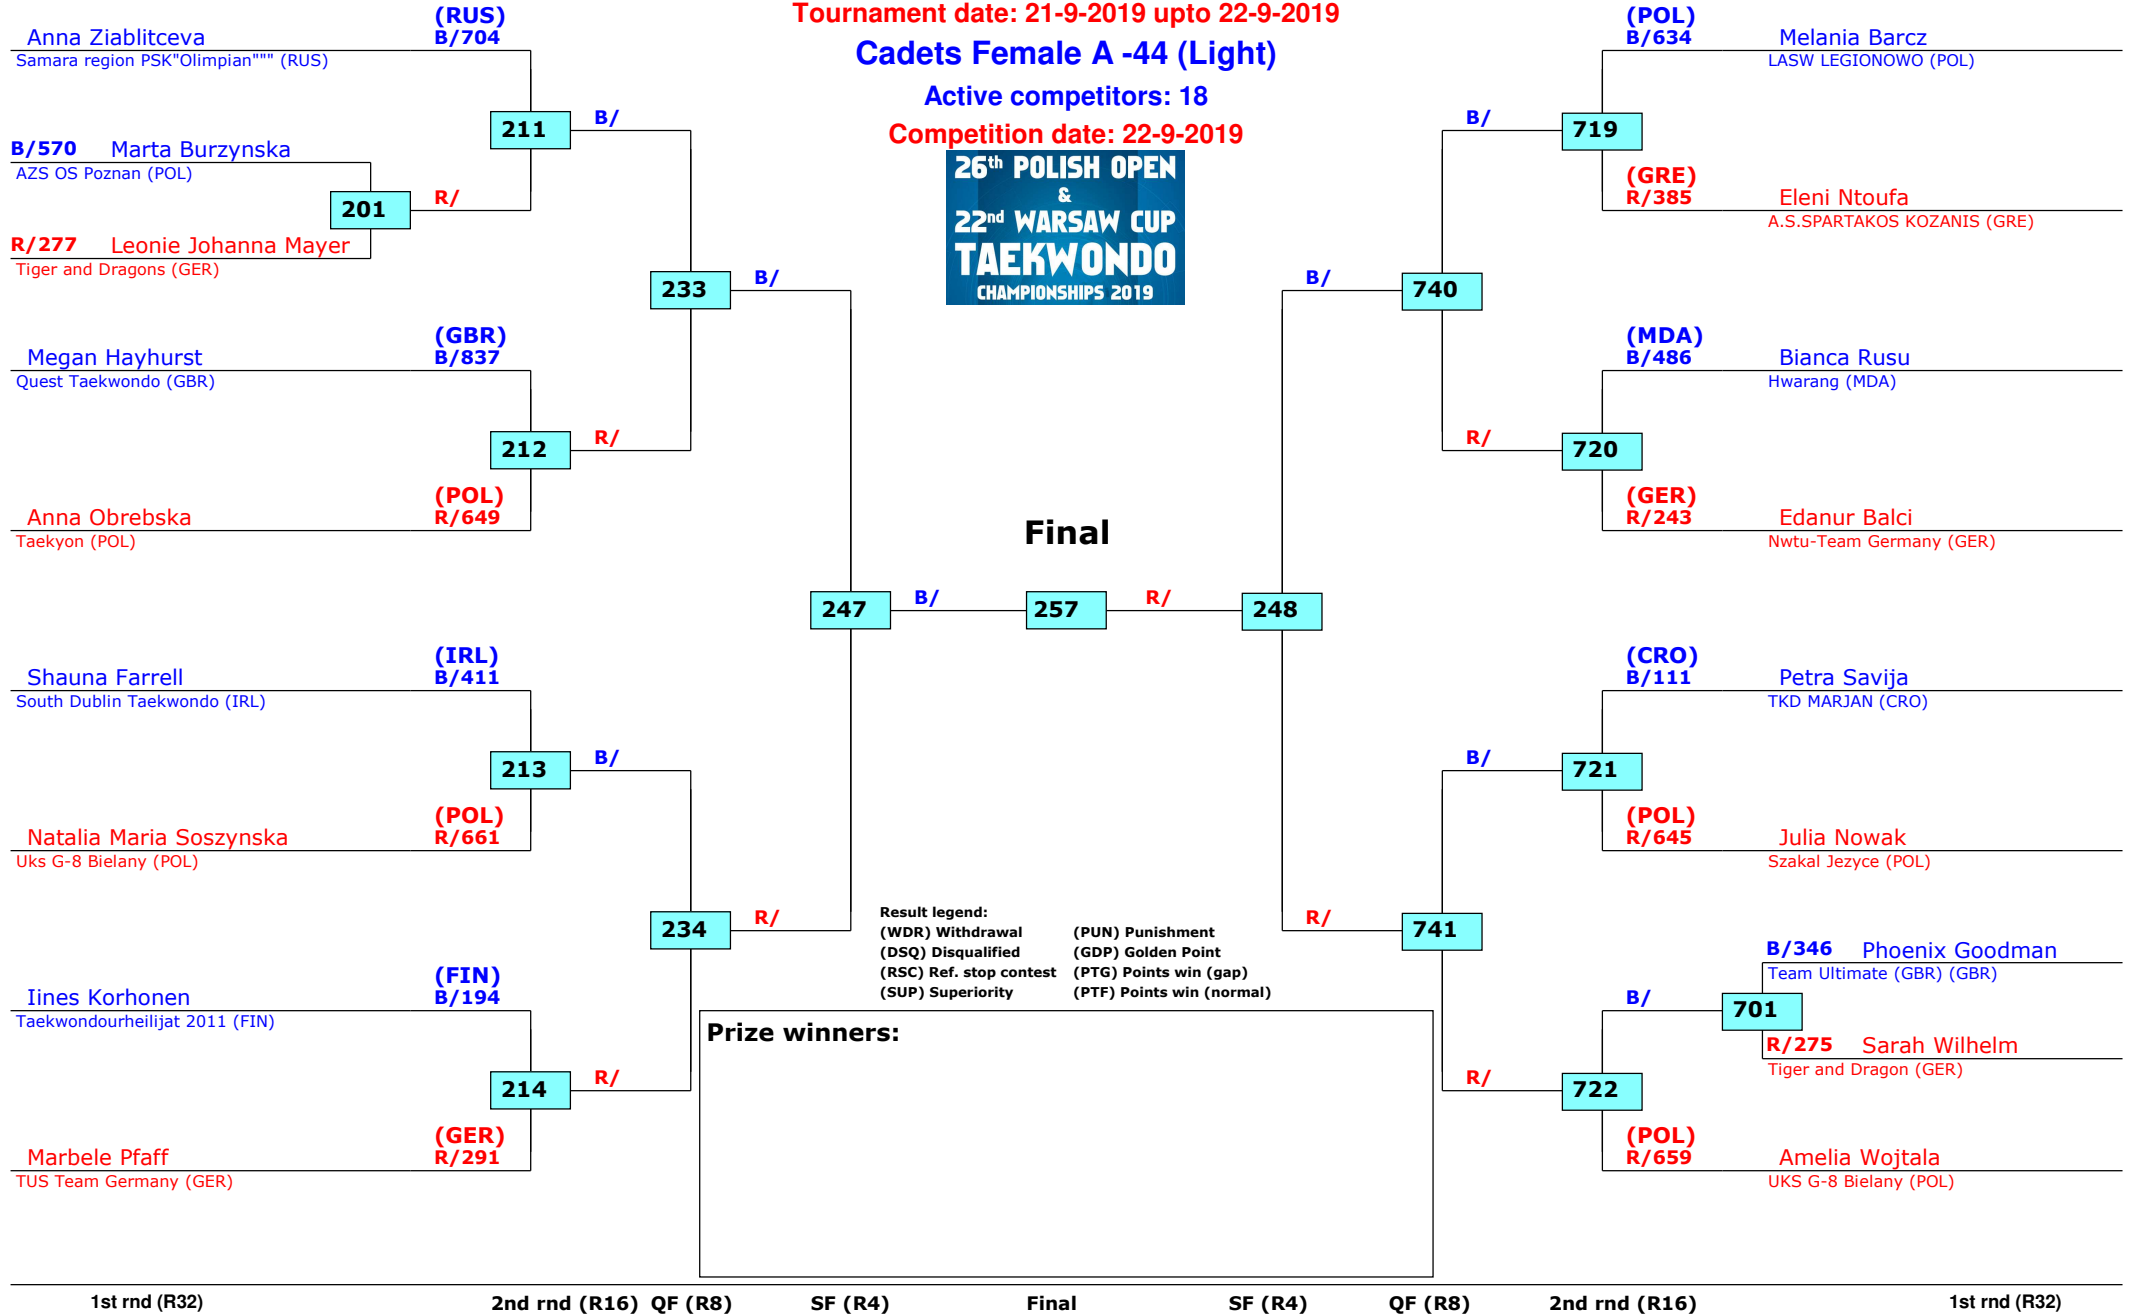 Tournament date: 21-9-2019 upto 22-9-2019
Cadets Female A -44 (Light)
Active competitors: 18
Competition date: 22-9-2019
26th POLISH OPEN
&
22nd WARSAW CUP
TAEKWONDO
CHAMPIONSHIPS 2019
(RUS)
Anna Ziablitceva B/704
Samara region PSK"Olimpian""" (RUS)
211 B/
B/570 Marta Burzynska
AZS OS Poznan (POL)
201 R/
R/277 Leonie Johanna Mayer
Tiger and Dragons (GER)
233 B/
(GBR)
Megan Hayhurst B/837
Quest Taekwondo (GBR)
212 R/
(POL)
Anna Obrebska R/649
Taekyon (POL)
247 B/
(IRL)
Shauna Farrell B/411
South Dublin Taekwondo (IRL)
213 B/
(POL)
Natalia Maria Soszynska R/661
Uks G-8 Bielany (POL)
234 R/
(FIN)
Iines Korhonen B/194
Taekwondourheilijat 2011 (FIN)
214 R/
(GER)
Marbele Pfaff R/291
TUS Team Germany (GER)
Final
257
R/ 248
(POL)
B/634 Melania Barcz
LASW LEGIONOWO (POL)
B/ 719
(GRE)
R/385 Eleni Ntoufa
A.S.SPARTAKOS KOZANIS (GRE)
B/ 740
(MDA)
B/486 Bianca Rusu
Hwarang (MDA)
R/ 720
(GER)
R/243 Edanur Balci
Nwtu-Team Germany (GER)
(CRO)
B/111 Petra Savija
TKD MARJAN (CRO)
B/ 721
(POL)
R/645 Julia Nowak
Szakal Jezyce (POL)
R/ 741
B/346 Phoenix Goodman
Team Ultimate (GBR) (GBR)
B/ 701
R/275 Sarah Wilhelm
Tiger and Dragon (GER)
R/ 722
(POL)
R/659 Amelia Wojtala
UKS G-8 Bielany (POL)
Result legend:
(WDR) Withdrawal (PUN) Punishment
(DSQ) Disqualified (GDP) Golden Point
(RSC) Ref. stop contest (PTG) Points win (gap)
(SUP) Superiority (PTF) Points win (normal)
Prize winners:
1st rnd (R32) 2nd rnd (R16) QF (R8) SF (R4) Final SF (R4) QF (R8) 2nd rnd (R16) 1st rnd (R32)